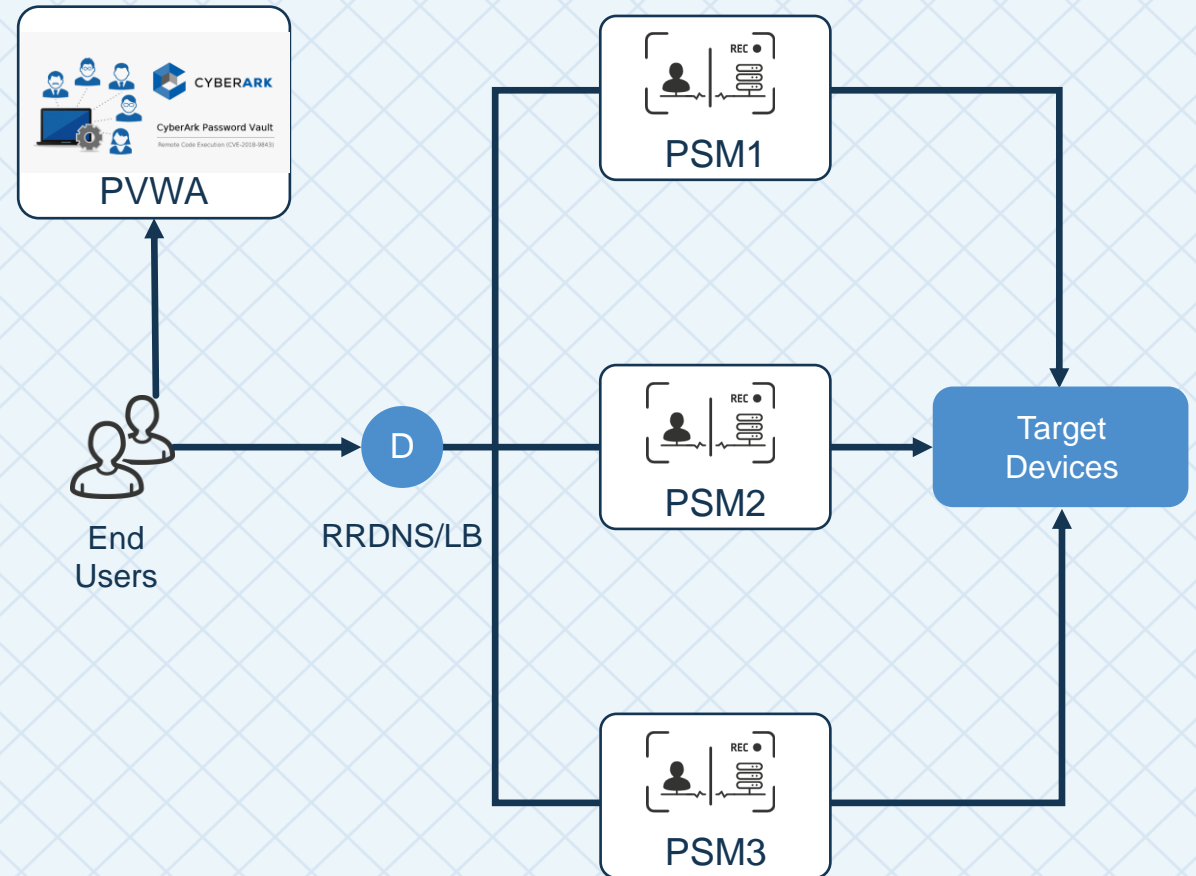 CYBERARK
CyberArk Password Vault
Remote Code Execution (CVE-2018-9843)
PVWA
REC
PSM1
REC
PSM2
REC
PSM3
End
Users
D
RRDNS/LB
Target
Devices